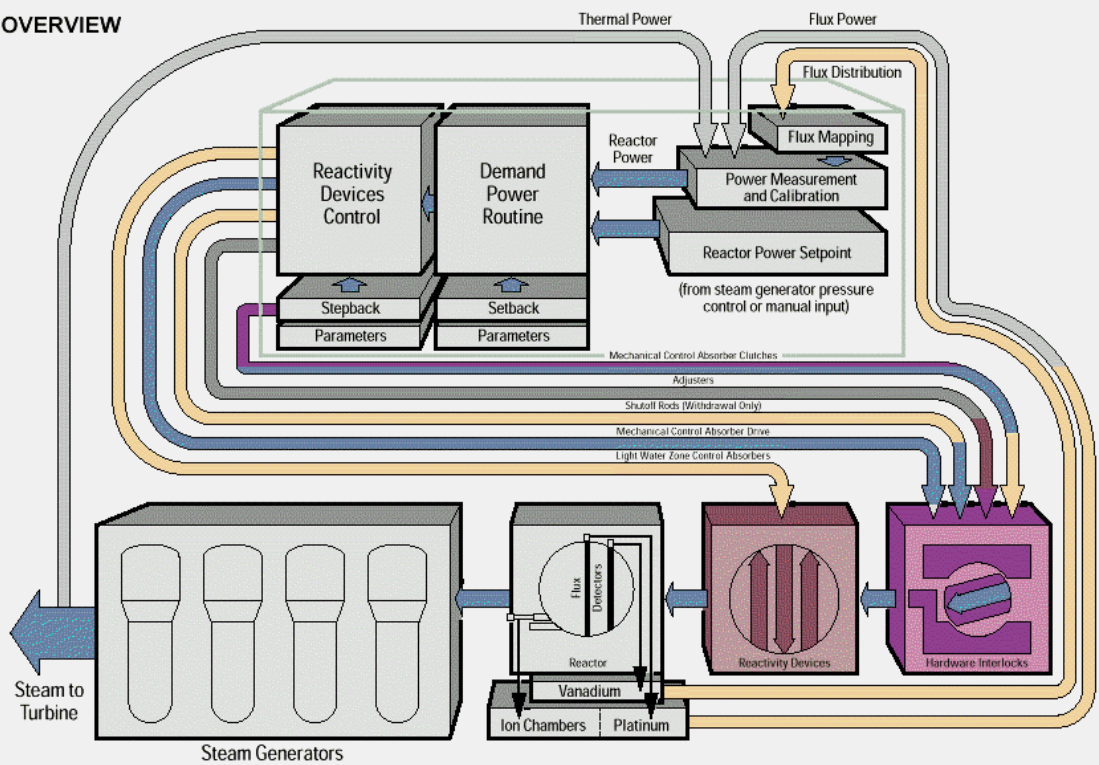 OVERVIEW
Thermal Power
Flux Power
Flux Distribution
Flux Mapping
Reactivity
Devices
Control
Demand
Power
Routine
Reactor
Power
Power Measurement
and Calibration
Reactor Power Setpoint
(from steam generator pressure
control or manual input)
Stepback
Parameters
Setback
Parameters
Mechanical Control Absorber Clutches
Adjusters
Shutoff Rods (Withdrawal Only)
Mechanical Control Absorber Drive
Light Water Zone Control Absorbers
Flux
Detectors
Reactor
Reactivity Devices
Hardware Interlocks
Vanadium
Ion Chambers
Platinum
Steam to
Turbine
Steam Generators